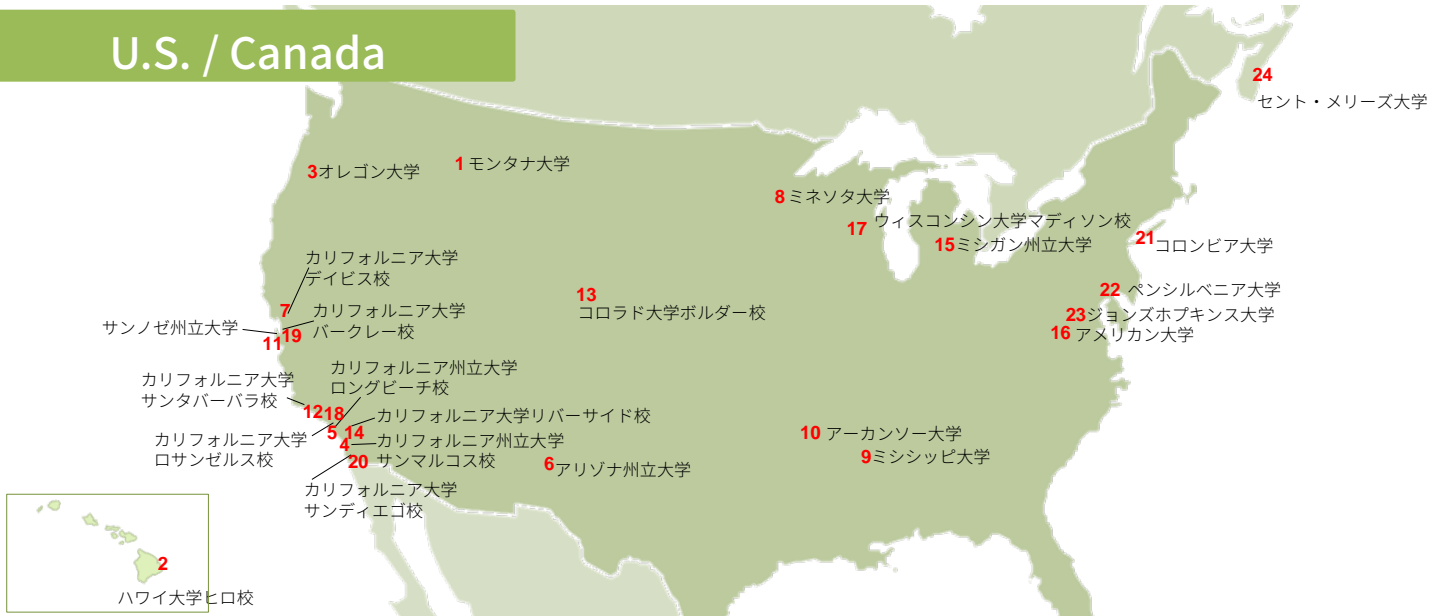 U.S. / Canada
24
セント・メリーズ大学
3オレゴン大学
1 モンタナ大学
8 ミネソタ大学
17 ウィスコンシン大学マディソン校
15ミシガン州立大学
21コロンビア大学
カリフォルニア大学
デイビス校
7
13
コロラド大学ボルダー校
22 ペンシルベニア大学
23ジョンズホプキンス大学
16 アメリカン大学
サンノゼ州立大学
11
19
カリフォルニア大学
バークレー校
カリフォルニア州立大学
ロングビーチ校
カリフォルニア大学
サンタバーバラ校
12
18
5
14
カリフォルニア大学リバーサイド校
カリフォルニア大学
ロサンゼルス校
4
カリフォルニア州立大学
サンマルコス校
20
カリフォルニア大学
サンディエゴ校
6アリゾナ州立大学
10 アーカンソー大学
9ミシシッピ大学
2
ハワイ大学ヒロ校